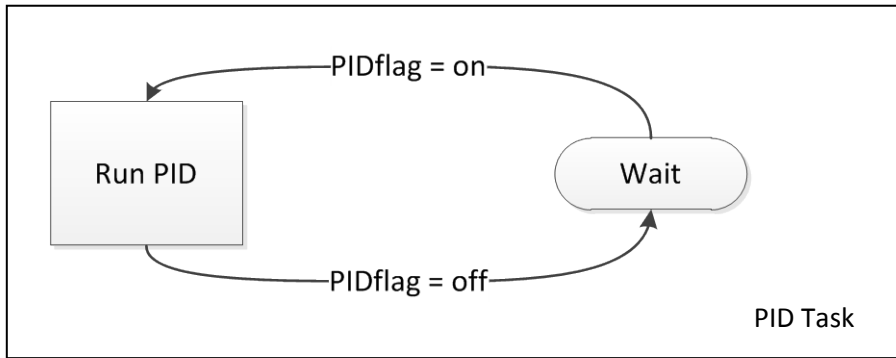 PIDflag = on
Run PID
Wait
PIDflag = off
PID Task